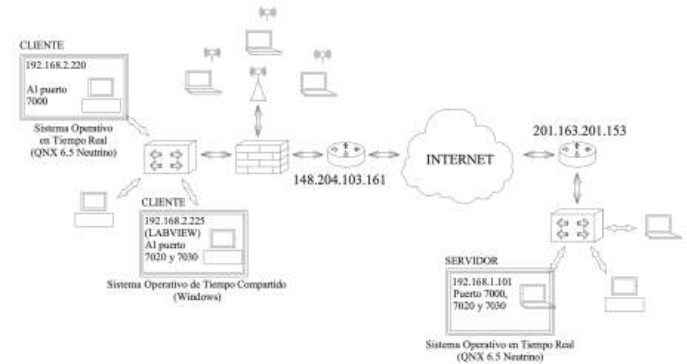 CLIENTE
192.168.2.220
Al puerto
7000
Sistema Operativo
en Tiempo Real
(QNX 6.5 Neutrino)
148.204.103.161
INTERNET
201.163.201.153
CLIENTE
192.168.2.225
(LABVIEW)
Al puerto
7020 y 7030
Sistema Operativo de Tiempo Compartido
(Windows)
SERVIDOR
192.168.1.101
Puerto 7000,
7020 y 7030
Sistema Operativo en Tiempo Real
(QNX 6.5 Neutrino)